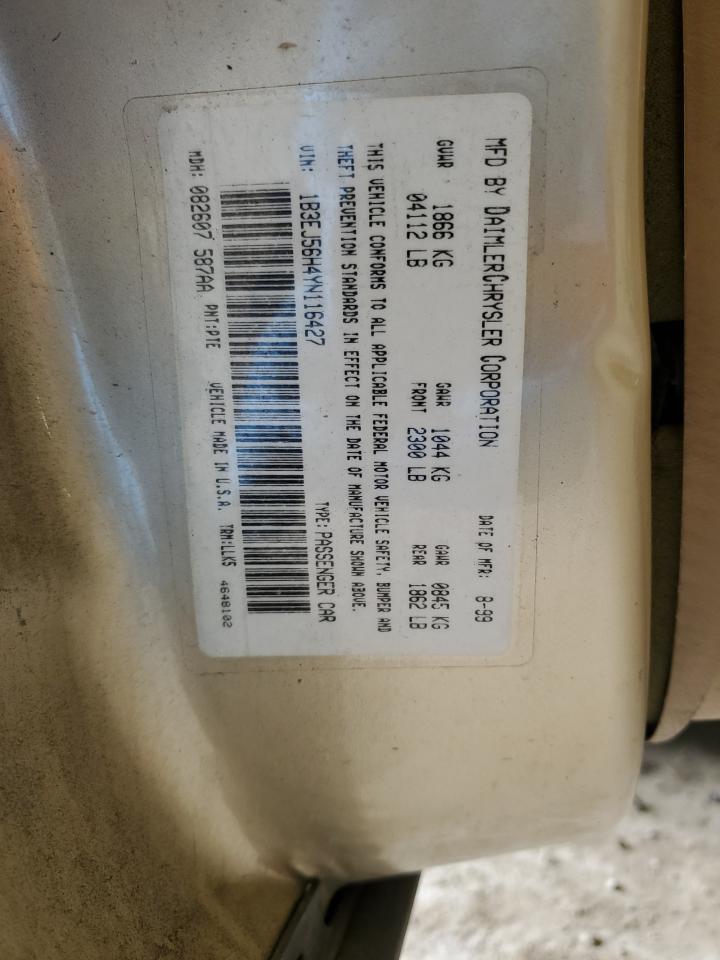 MFD BY DAIMLERCHRYSLER CORPORATION DATE OF MFR: 8-99
GVWR 1866 KG GAWR 1044 KG GAWR 0845 KG
04112 LB FRONT 2300 LB REAR 1862 LB
THIS VEHICLE CONFORMS TO ALL APPLICABLE FEDERAL MOTOR VEHICLE SAFETY, BUMPER AND
THEFT PREVENTION STANDARDS IN EFFECT ON THE DATE OF MANUFACTURE SHOWN ABOVE.
VIN: 1B3EJ56H4YN116427 TYPE: PASSENGER CAR
MDH: 082607 587AA PNT:PTE VEHICLE MADE IN U.S.A. TRM:LLK5 4648102